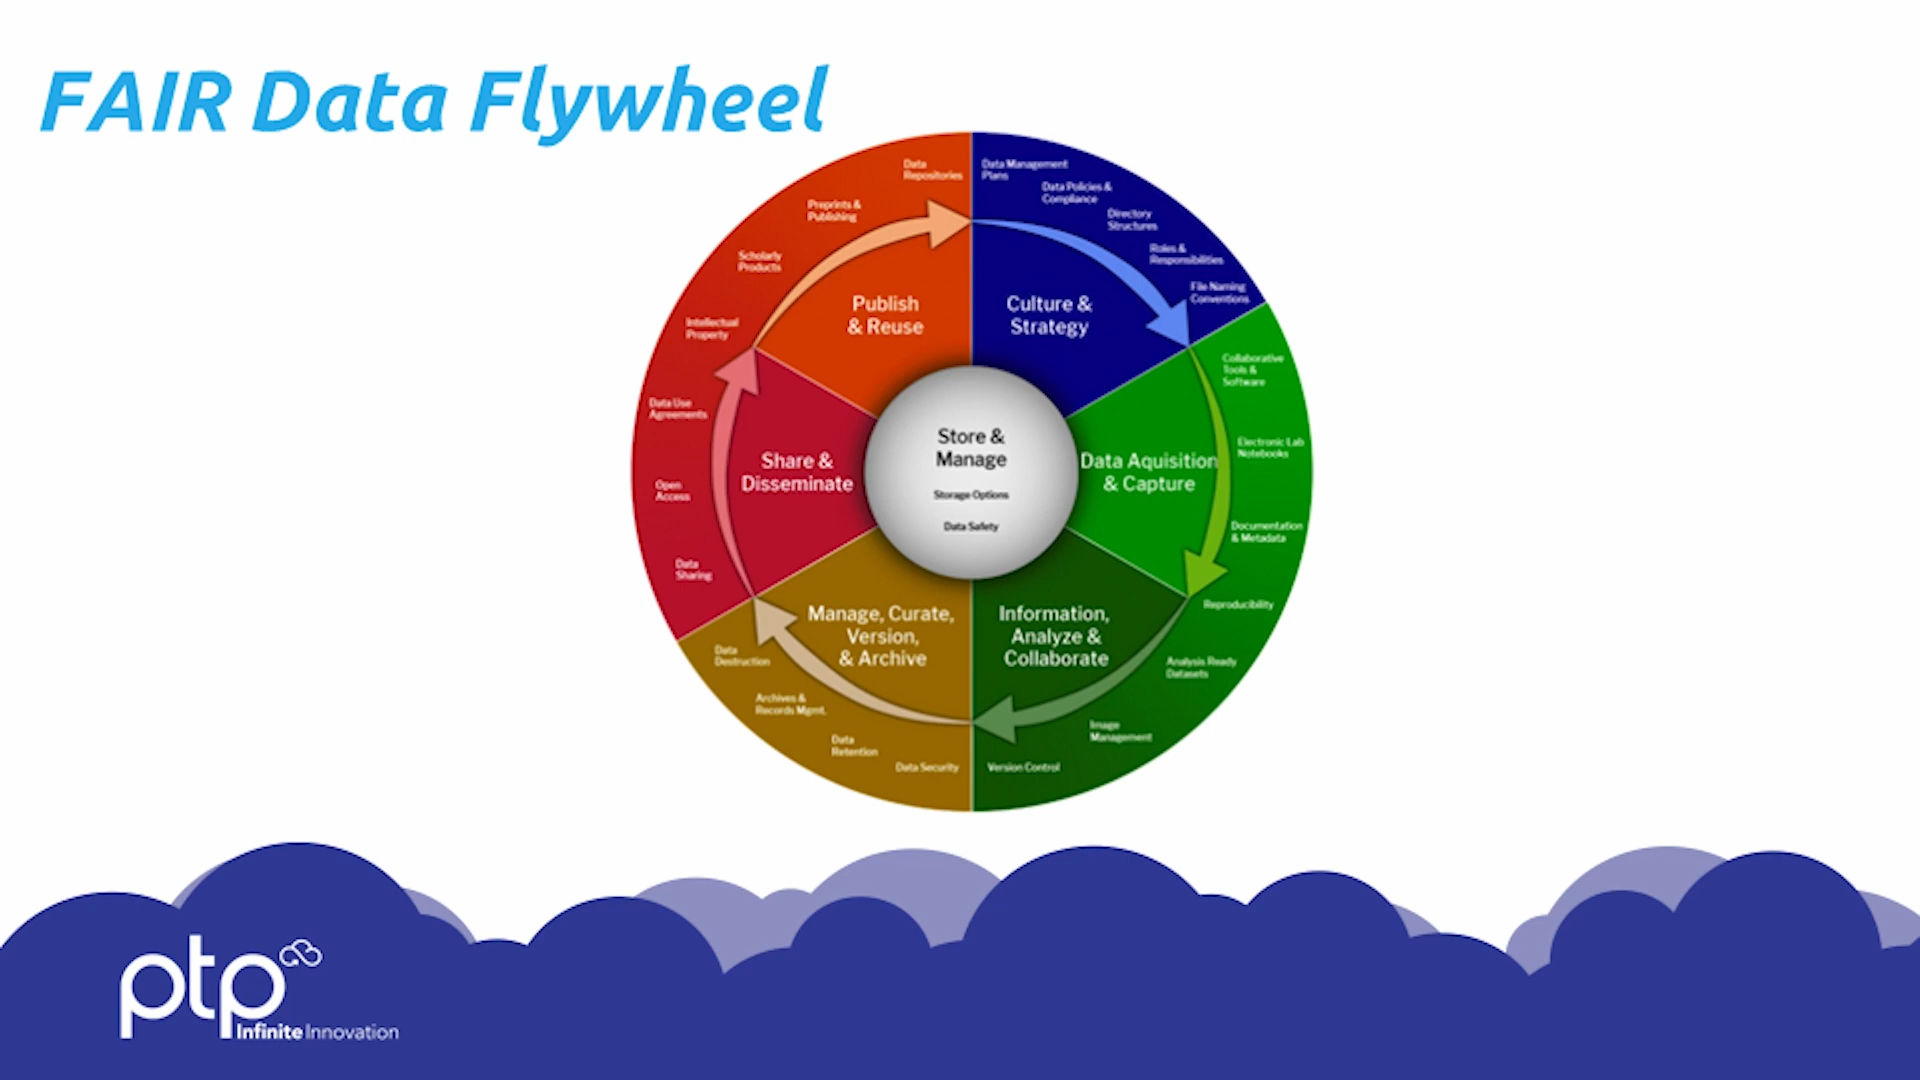 FAIR Data Flywheel
Data
Repositories
Preprints &
Publishing
Scholarly
Products
Intellectual
Property
Data Use
Agreements
Open
Access
Data
Sharing
Data Management
Plans
Data Policies &
Compliance
Directory
Structures
Roles &
Responsibilities
File Naming
Conventions
Collaborative
Tools &
Software
Electronic Lab
Notebooks
Documentation
& Metadata
Reproducibility
Analysis Ready
Datasets
Image
Management
Version Control
Data Security
Data
Retention
Archives &
Records Mgmt.
Data
Destruction
Publish
& Reuse
Culture &
Strategy
Data Aquisition
& Capture
Information,
Analyze &
Collaborate
Manage, Curate,
Version,
& Archive
Share &
Disseminate
Store &
Manage
Storage Options
Data Safety
ptp
Infinite Innovation